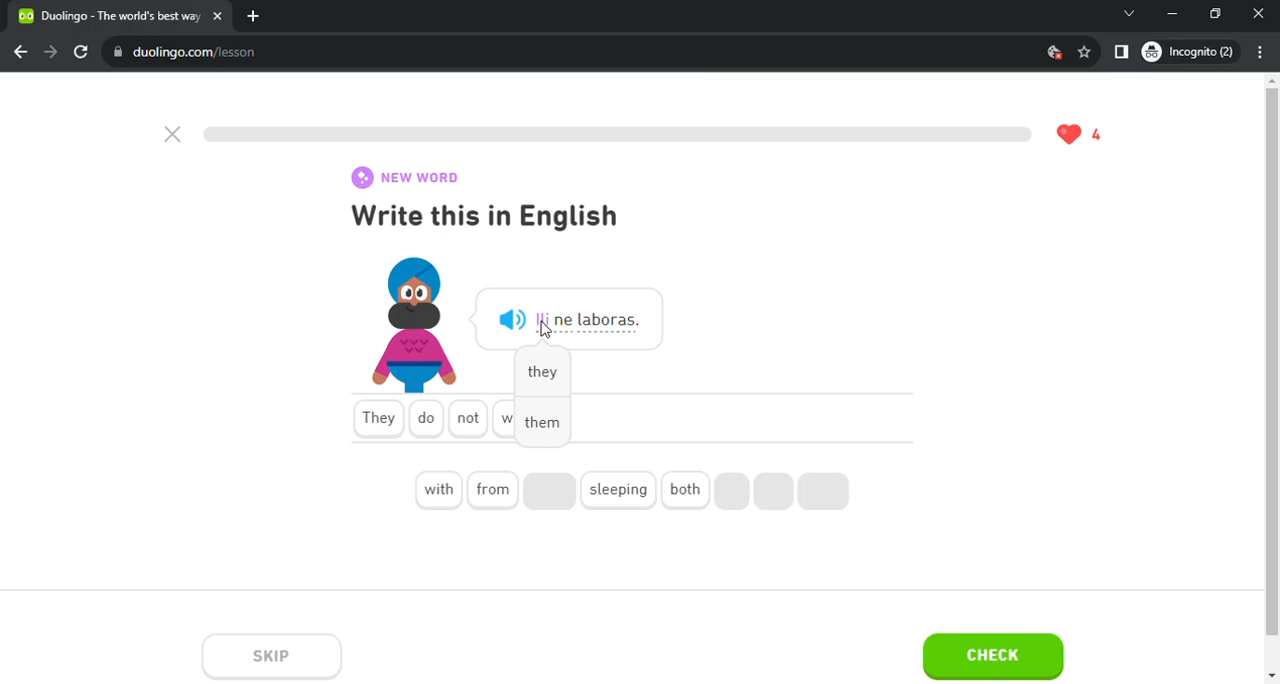 Duolingo - The world's best way
duolingo.com/lesson
Incognito (2)
4
NEW WORD
Write this in English
Ili ne laboras.
they
them
They do not
with from sleeping both
SKIP
CHECK